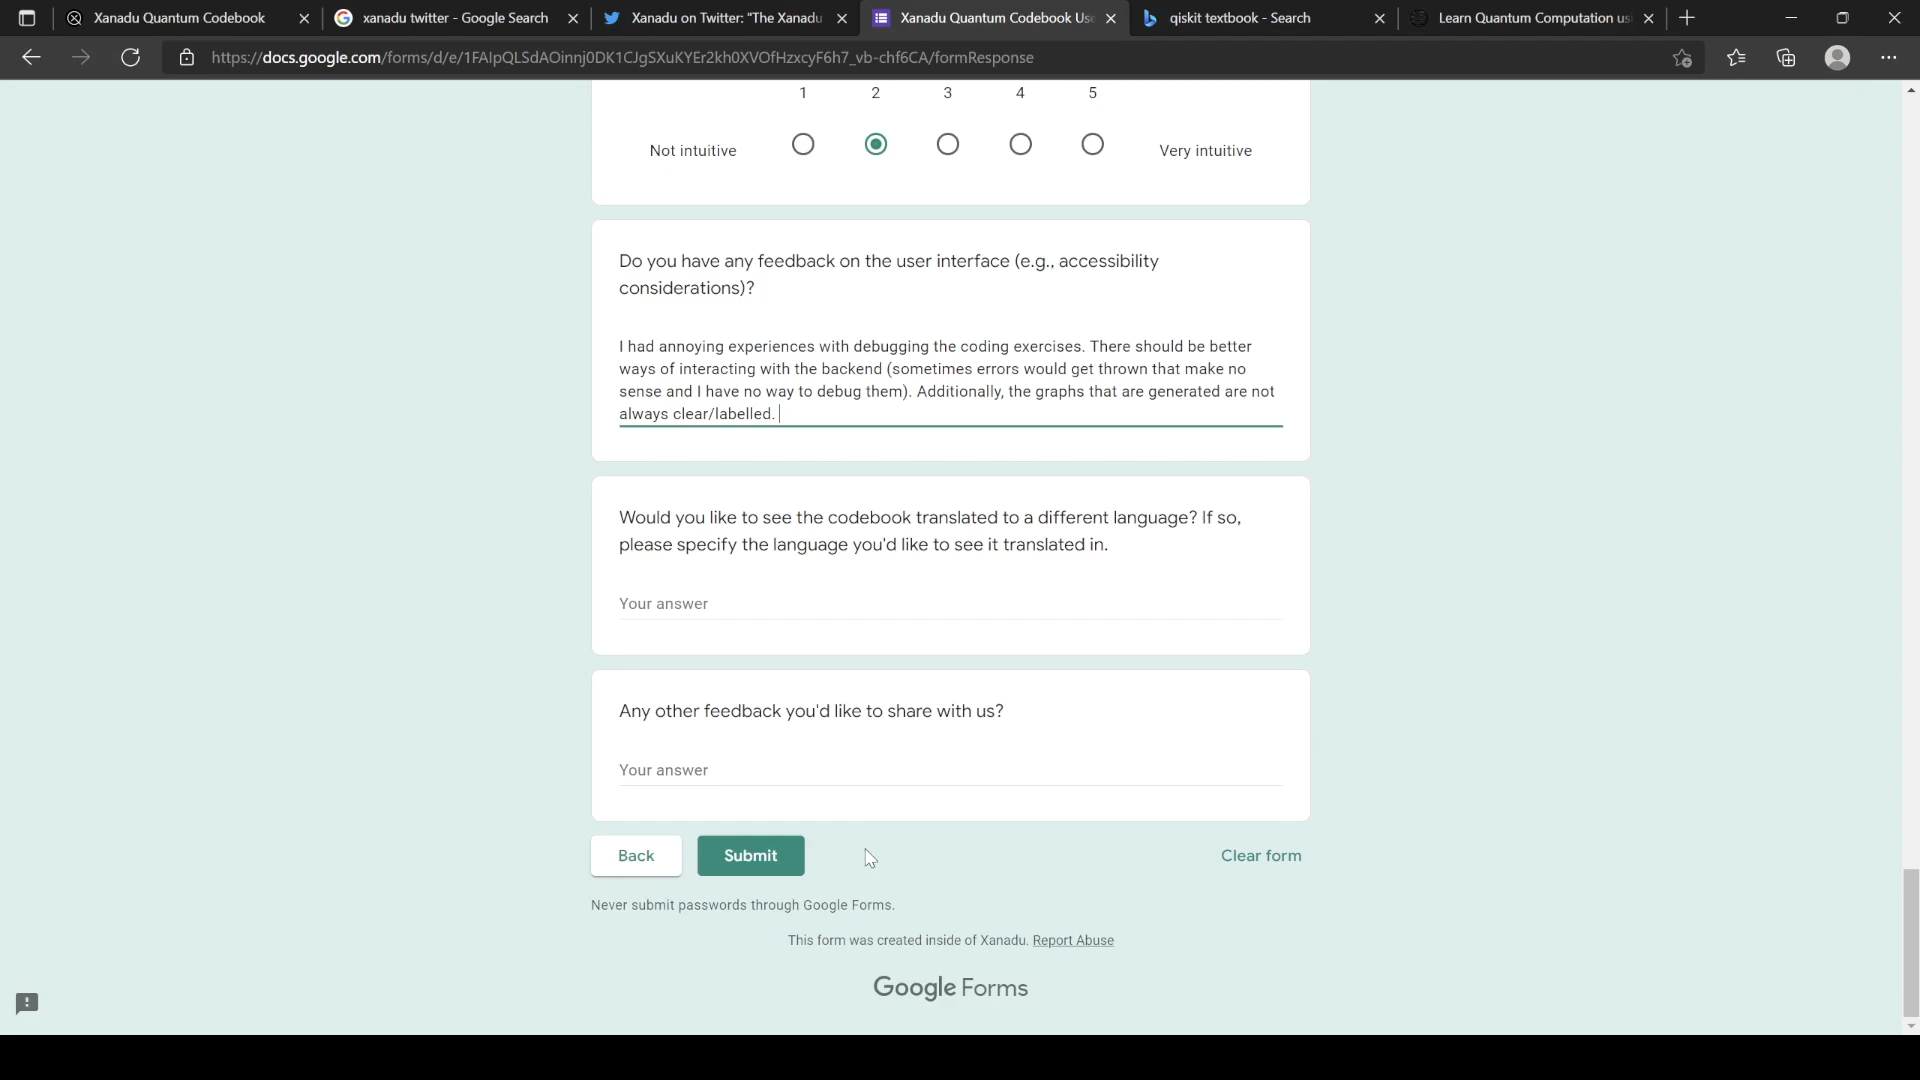 Xanadu Quantum Codebook
xanadu twitter - Google Search
Xanadu on Twitter: "The Xanadu
Xanadu Quantum Codebook Use
qiskit textbook - Search
Learn Quantum Computation us
https://docs.google.com/forms/d/e/1FAIpQLSdAOinnj0DK1CJgSXuKYEr2kh0XVOfHzxcyF6h7_vb-chf6CA/formResponse
1 2 3 4 5
Not intuitive Very intuitive
Do you have any feedback on the user interface (e.g., accessibility
considerations)?
I had annoying experiences with debugging the coding exercises. There should be better
ways of interacting with the backend (sometimes errors would get thrown that make no
sense and I have no way to debug them). Additionally, the graphs that are generated are not
always clear/labelled.
Would you like to see the codebook translated to a different language? If so,
please specify the language you'd like to see it translated in.
Your answer
Any other feedback you'd like to share with us?
Your answer
Back Submit Clear form
Never submit passwords through Google Forms.
This form was created inside of Xanadu. Report Abuse
Google Forms